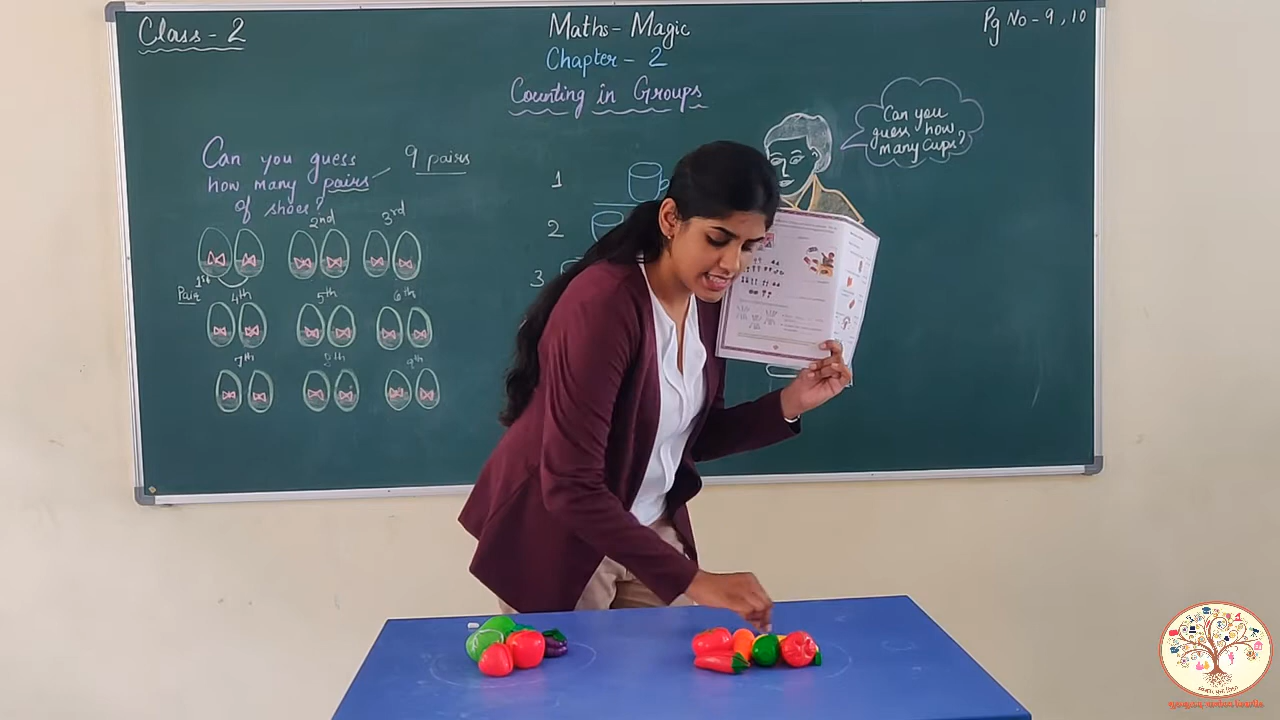 Class - 2
Maths - Magic
Chapter - 2
Counting in Groups
Pg No - 9, 10
Can you guess
how many pairs
of shoes?
9 pairs
1st
Pair
2nd
3rd
4th
5th
6th
7th
8th
9th
1
2
3
Can you
guess how
many cups?